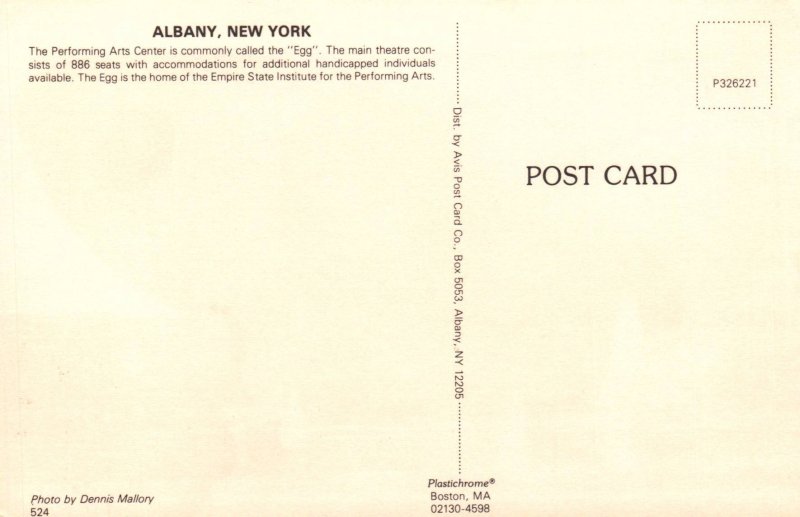 ALBANY, NEW YORK
The Performing Arts Center is commonly called the "Egg". The main theatre con-
sists of 886 seats with accommodations for additional handicapped individuals
available. The Egg is the home of the Empire State Institute for the Performing Arts.
P326221
POST CARD
Dist. by Avis Post Card Co., Box 5053, Albany, NY 12205
Photo by Dennis Mallory
524
Plastichrome®
Boston, MA
02130-4598